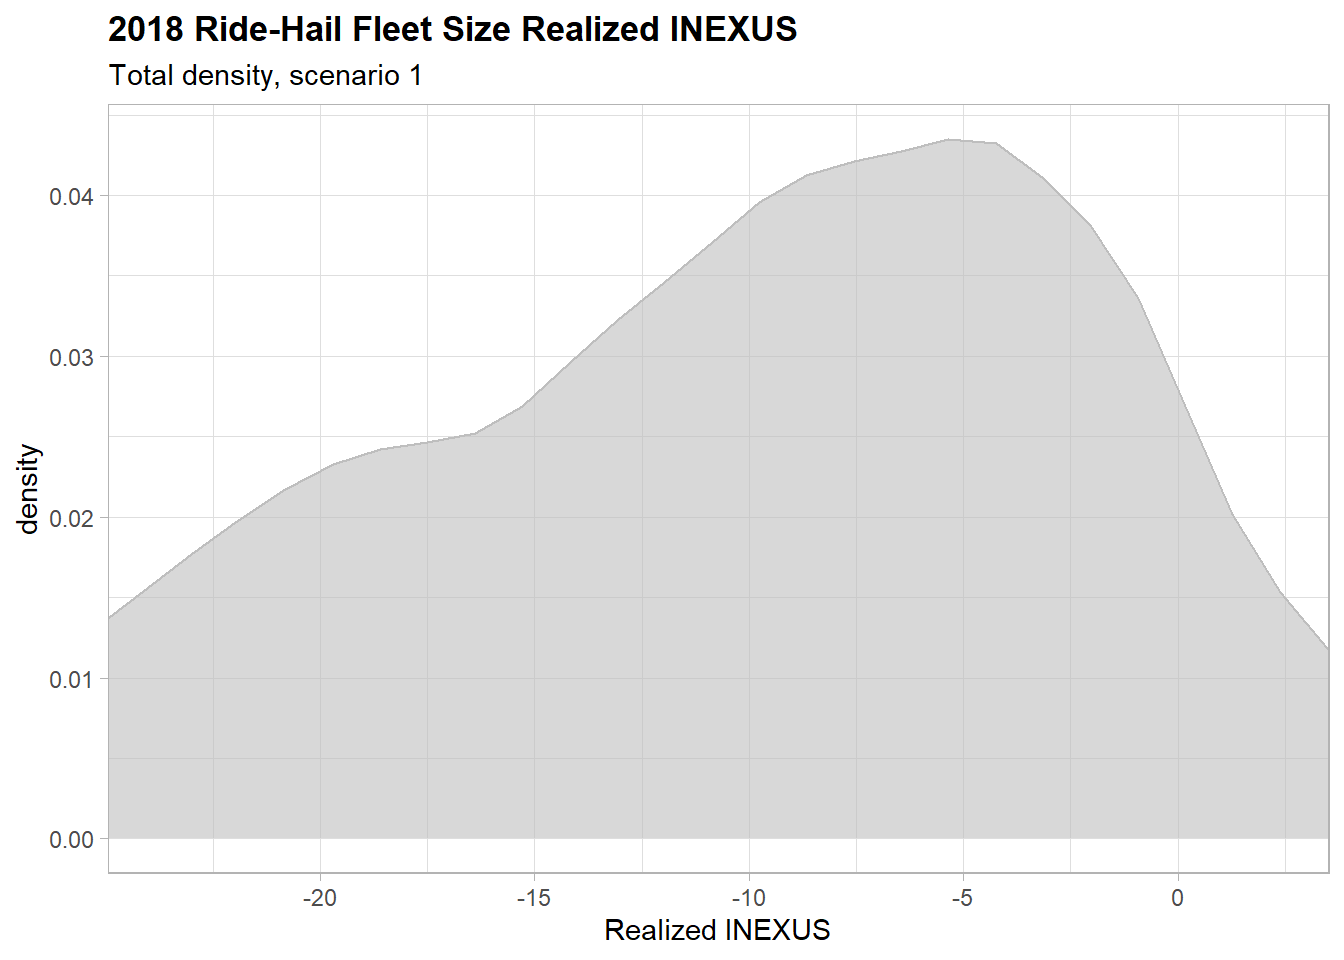 2018 Ride-Hail Fleet Size Realized INEXUS
Total density, scenario 1
density
0.04
0.03
0.02
0.01
0.00
-20 -15 -10 -5 0
Realized INEXUS